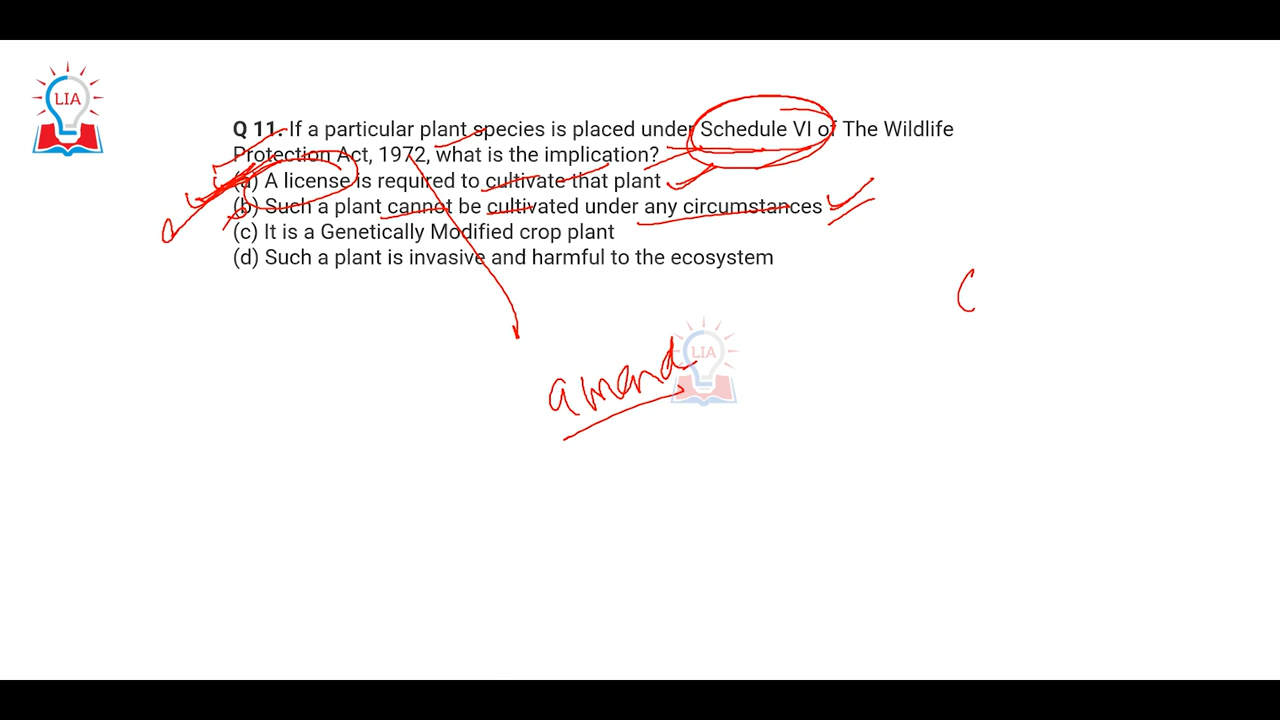 LIA
Q 11. If a particular plant species is placed under Schedule VI of The Wildlife
Protection Act, 1972, what is the implication?
(a) A license is required to cultivate that plant
(b) Such a plant cannot be cultivated under any circumstances
(c) It is a Genetically Modified crop plant
(d) Such a plant is invasive and harmful to the ecosystem
LIA
amend